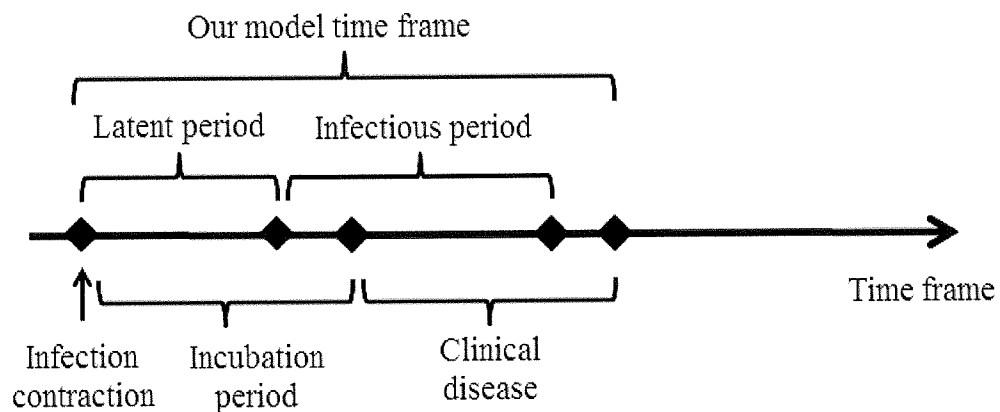 Our model time frame
Latent period
Infectious period
Time frame
Infection
contraction
Incubation
period
Clinical
disease